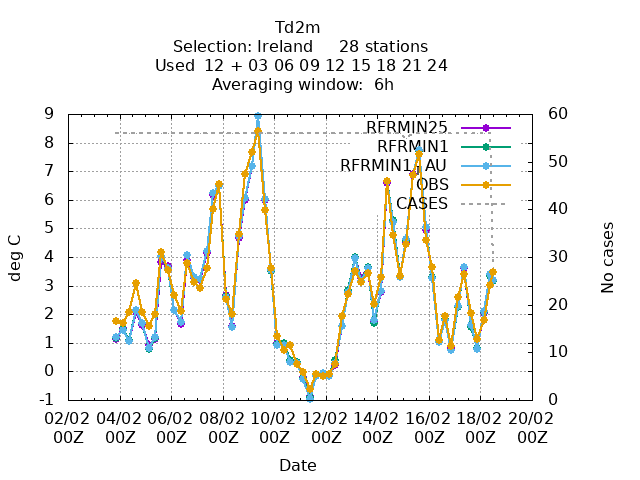 Td2m
Selection: Ireland 28 stations
Used 12 + 03 06 09 12 15 18 21 24
Averaging window: 6h
9
8
7
6
5
4
3
2
1
0
-1
deg C
RFRMIN25
RFRMIN1
RFRMIN1_AU
OBS
CASES
60
50
40
30
20
10
0
No cases
02/02 04/02 06/02 08/02 10/02 12/02 14/02 16/02 18/02 20/02
00Z 00Z 00Z 00Z 00Z 00Z 00Z 00Z 00Z 00Z
Date